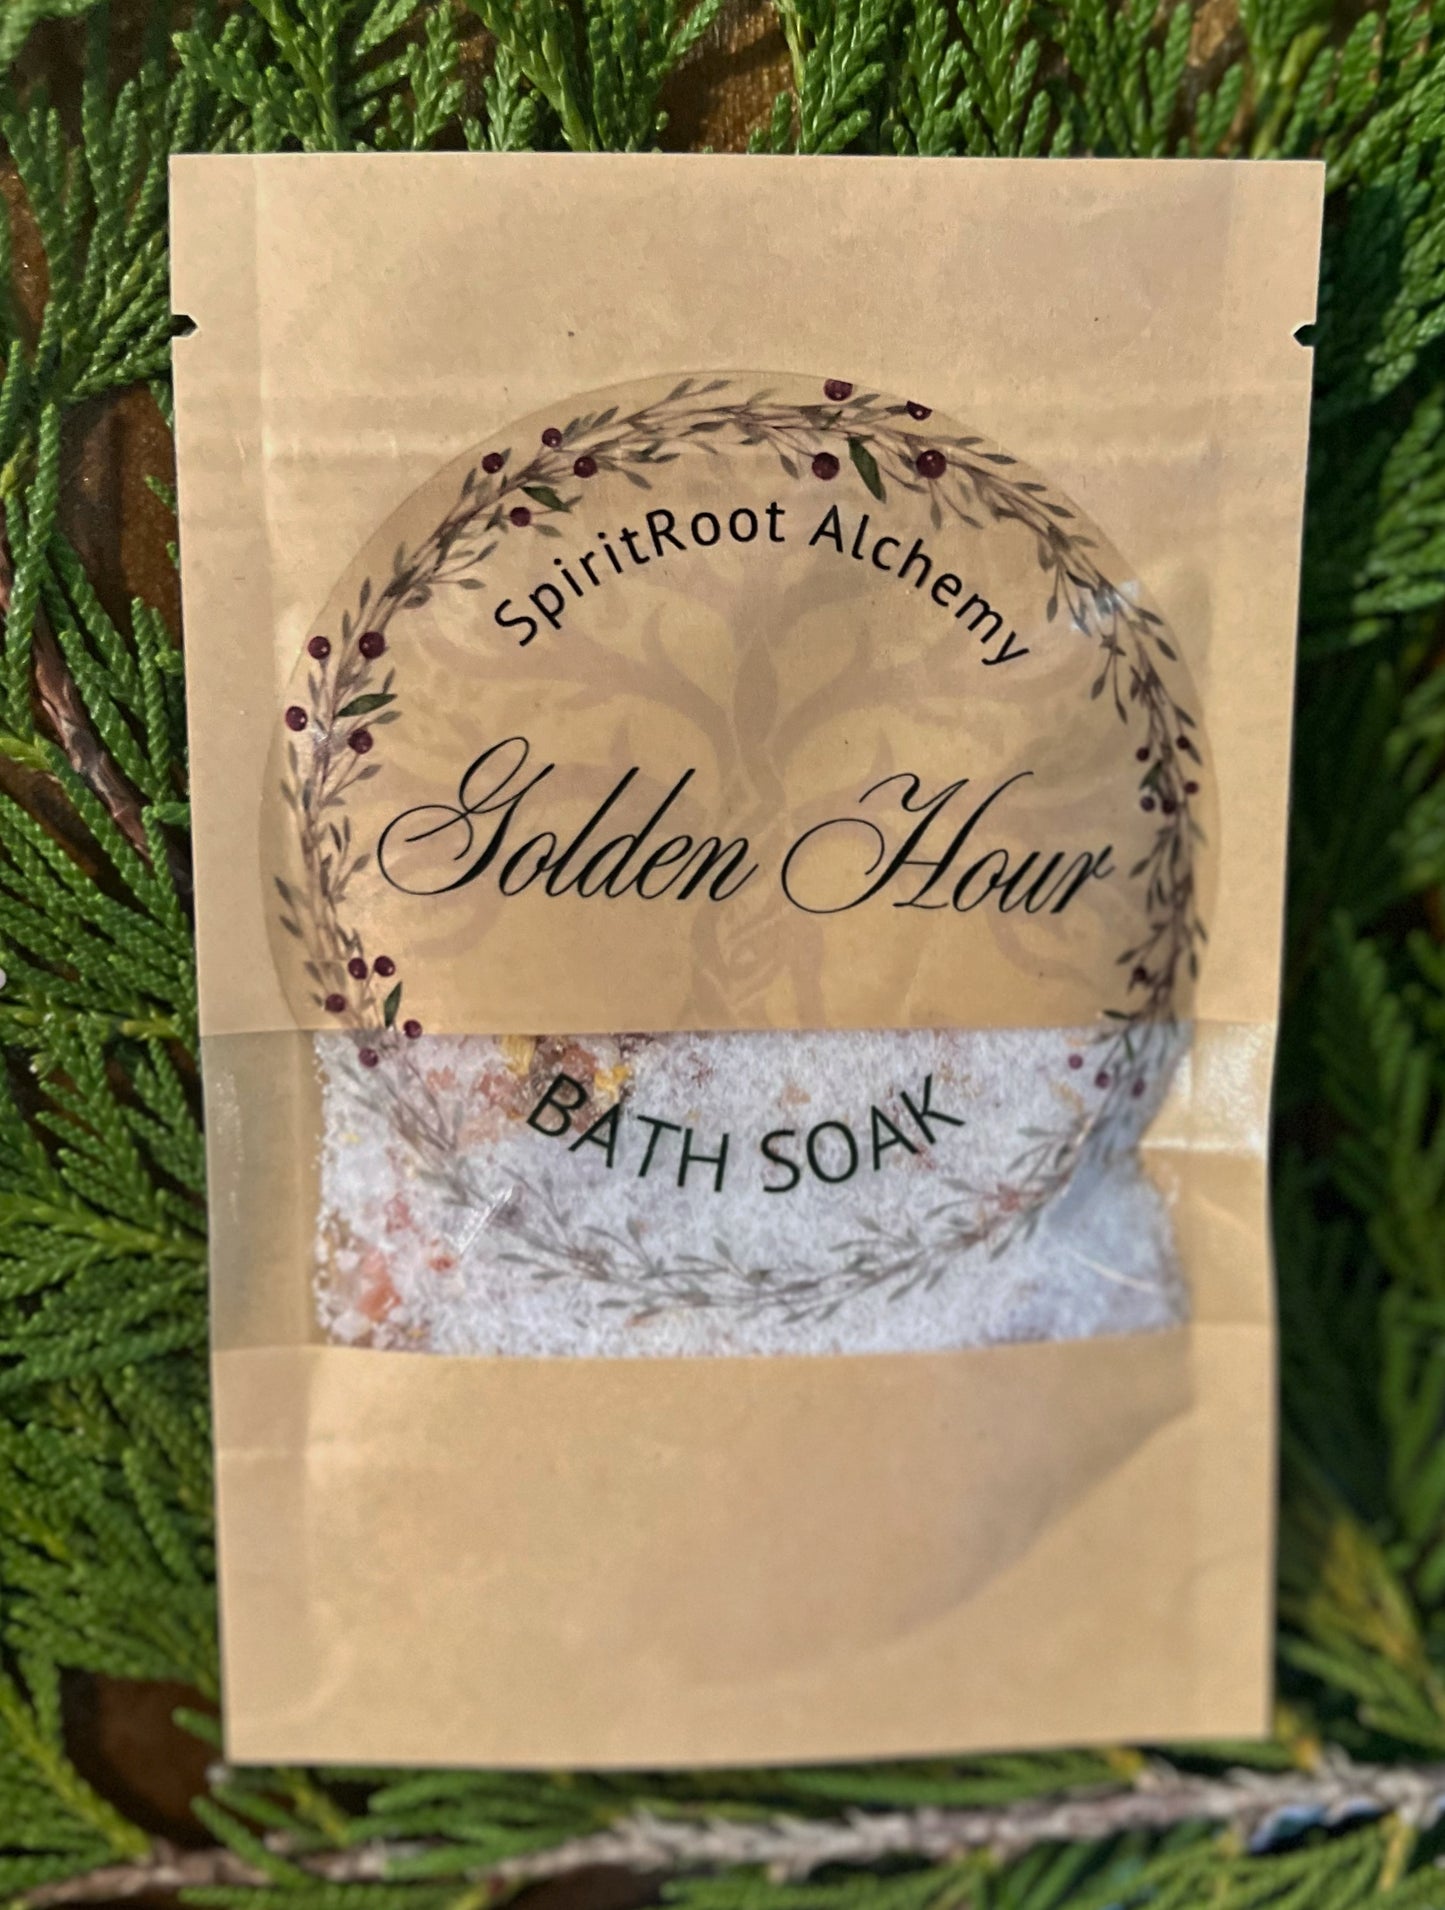 SpiritRoot Alchemy
Golden Hour
BATH SOAK